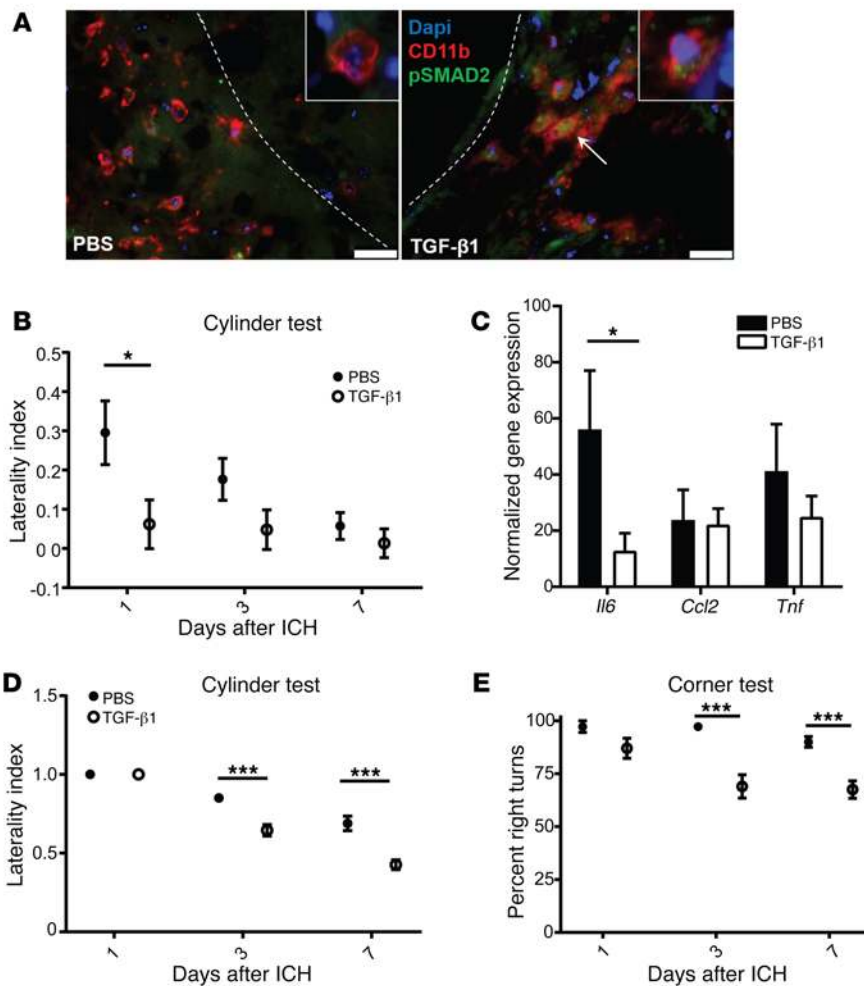 A
Dapi
CD11b
pSMAD2
PBS
TGF-β1
B
Cylinder test
0.5
0.4
0.3
0.2
0.1
0.0
-0.1
Laterality index
*
PBS
TGF-β1
1
3
7
Days after ICH
C
100
80
60
40
20
0
Normalized gene expression
*
PBS
TGF-β1
Il6
Ccl2
Tnf
D
Cylinder test
1.5
1.0
0.5
0
Laterality index
PBS
TGF-β1
***
***
1
3
7
Days after ICH
E
Corner test
100
75
50
25
0
Percent right turns
***
***
1
3
7
Days after ICH